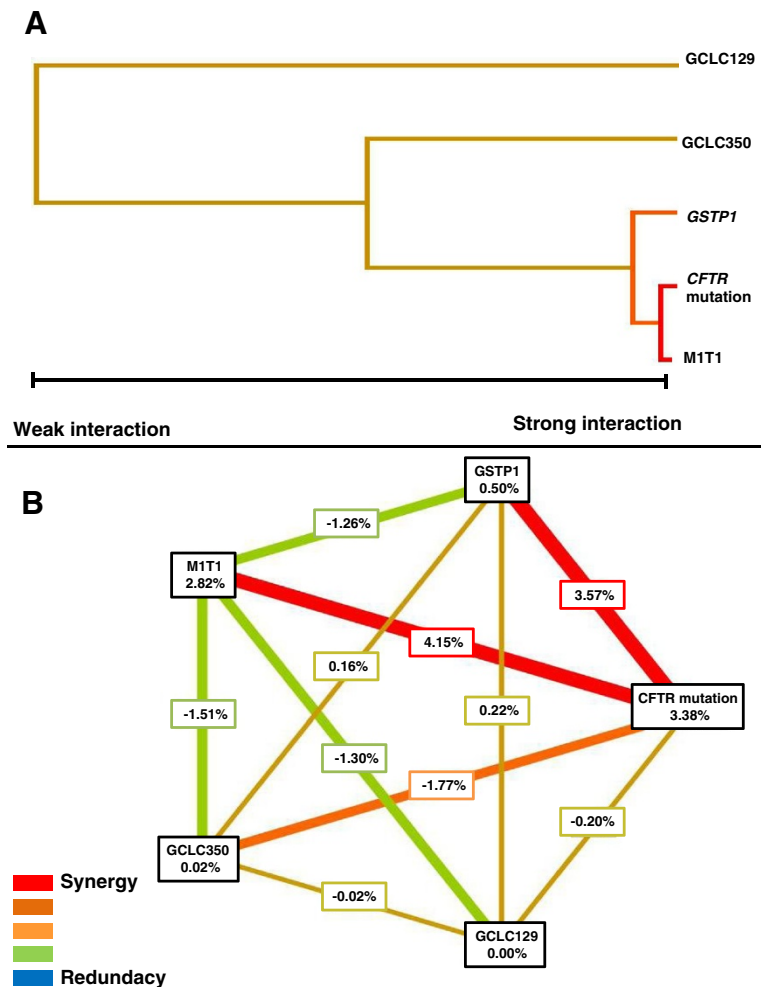 A
GCLC129
GCLC350
GSTP1
CFTR
mutation
M1T1
Weak interaction
Strong interaction
B
GSTP1
0.50%
-1.26%
M1T1
2.82%
3.57%
4.15%
0.16%
CFTR mutation
3.38%
-1.51%
0.22%
-1.30%
-1.77%
-0.20%
GCLC350
0.02%
Synergy
-0.02%
GCLC129
0.00%
Redundacy